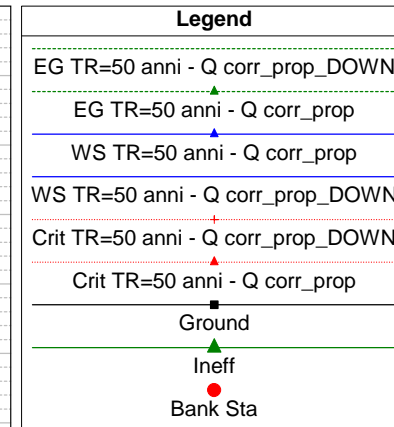 Legend
EG TR=50 anni - Q corr_prop_DOWN
EG TR=50 anni - Q corr_prop
WS TR=50 anni - Q corr_prop
WS TR=50 anni - Q corr_prop_DOWN
Crit TR=50 anni - Q corr_prop_DOWN
Crit TR=50 anni - Q corr_prop
Ground
Ineff
Bank Sta